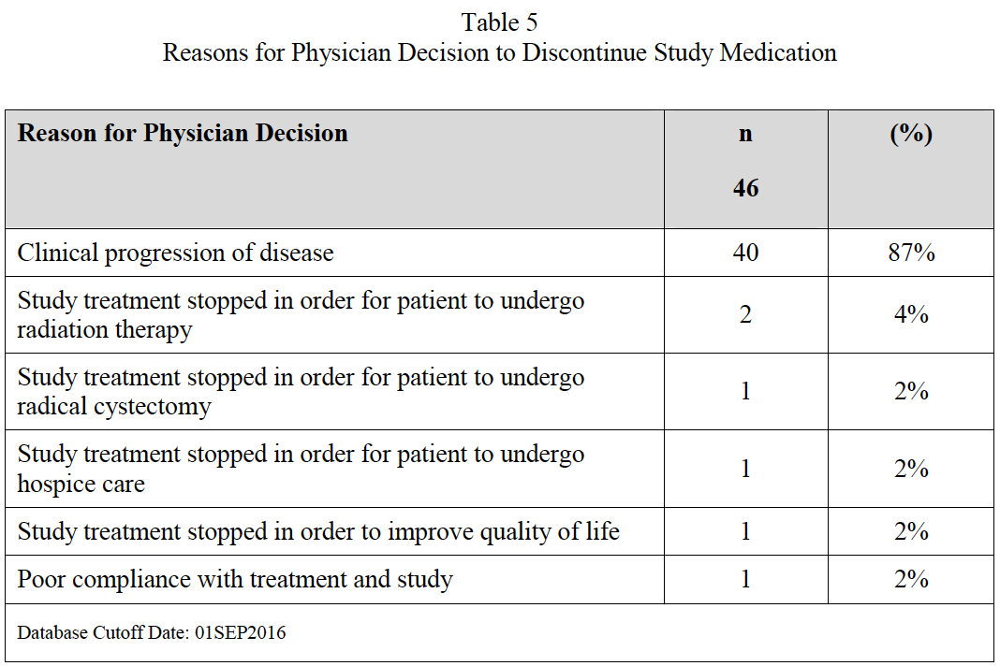 Table 5
Reasons for Physician Decision to Discontinue Study Medication
Reason for Physician Decision n (%)
46
Clinical progression of disease 40 87%
Study treatment stopped in order for patient to undergo
radiation therapy 2 4%
Study treatment stopped in order for patient to undergo
radical cystectomy 1 2%
Study treatment stopped in order for patient to undergo
hospice care 1 2%
Study treatment stopped in order to improve quality of life 1 2%
Poor compliance with treatment and study 1 2%
Database Cutoff Date: 01SEP2016